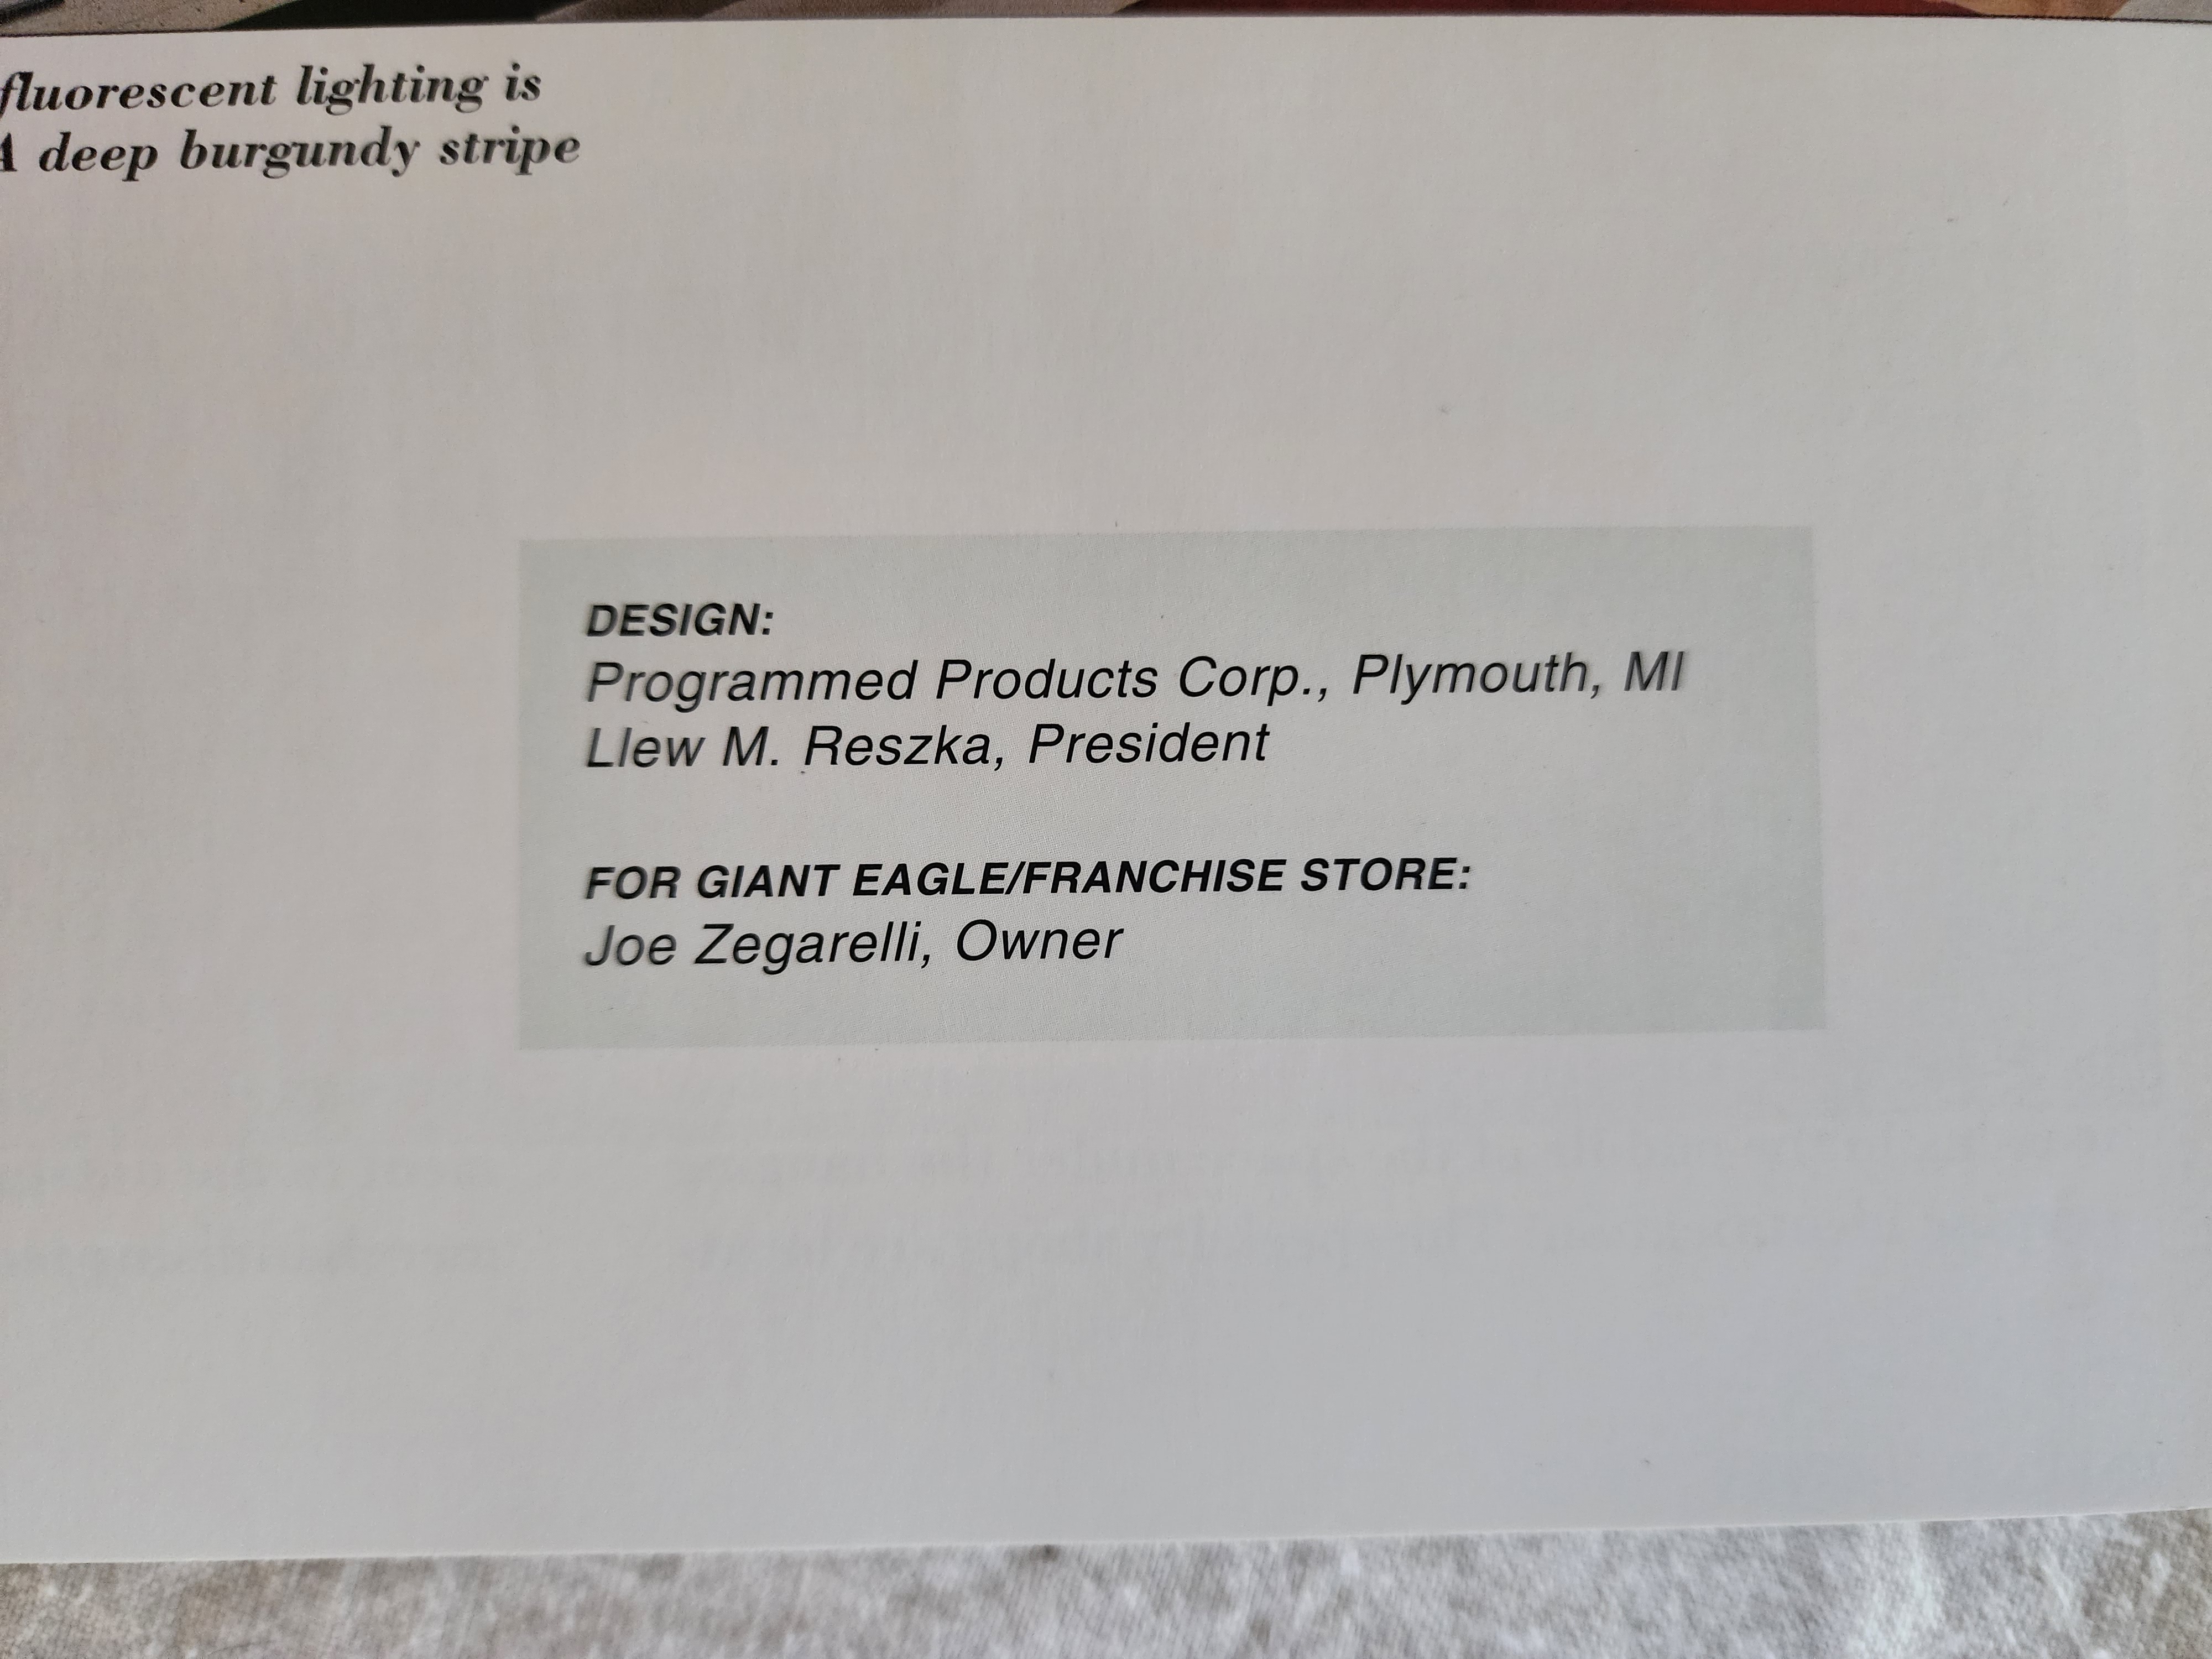 fluorescent lighting is
A deep burgundy stripe
DESIGN:
Programmed Products Corp., Plymouth, MI
Llew M. Reszka, President
FOR GIANT EAGLE/FRANCHISE STORE:
Joe Zegarelli, Owner